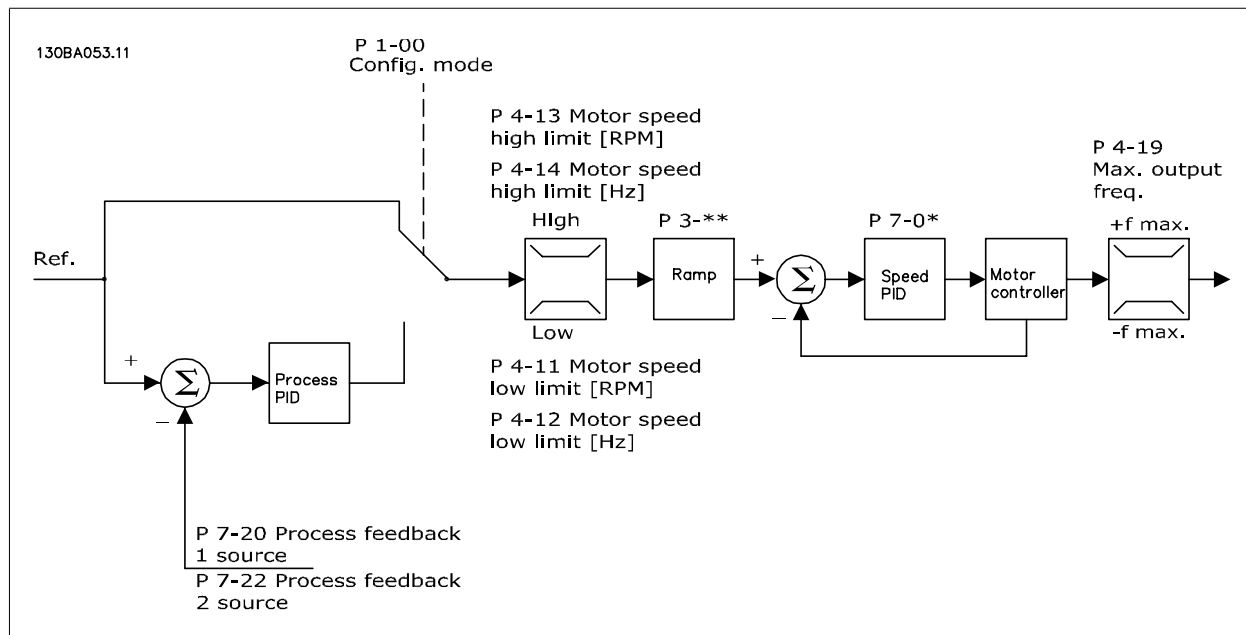 130BA053.11
P 1-00
Config. mode
P 4-13 Motor speed
high limit [RPM]
P 4-14 Motor speed
high limit [Hz]
P 4-19
Max. output
freq.
HIgh
P 3-**
P 7-0*
+f max.
Ref.
+
Ramp
+
Σ
Speed
PID
Motor
controller
−
Low
-f max.
Σ
Process
PID
−
P 4-11 Motor speed
low limit [RPM]
P 4-12 Motor speed
low limit [Hz]
P 7-20 Process feedback
1 source
P 7-22 Process feedback
2 source